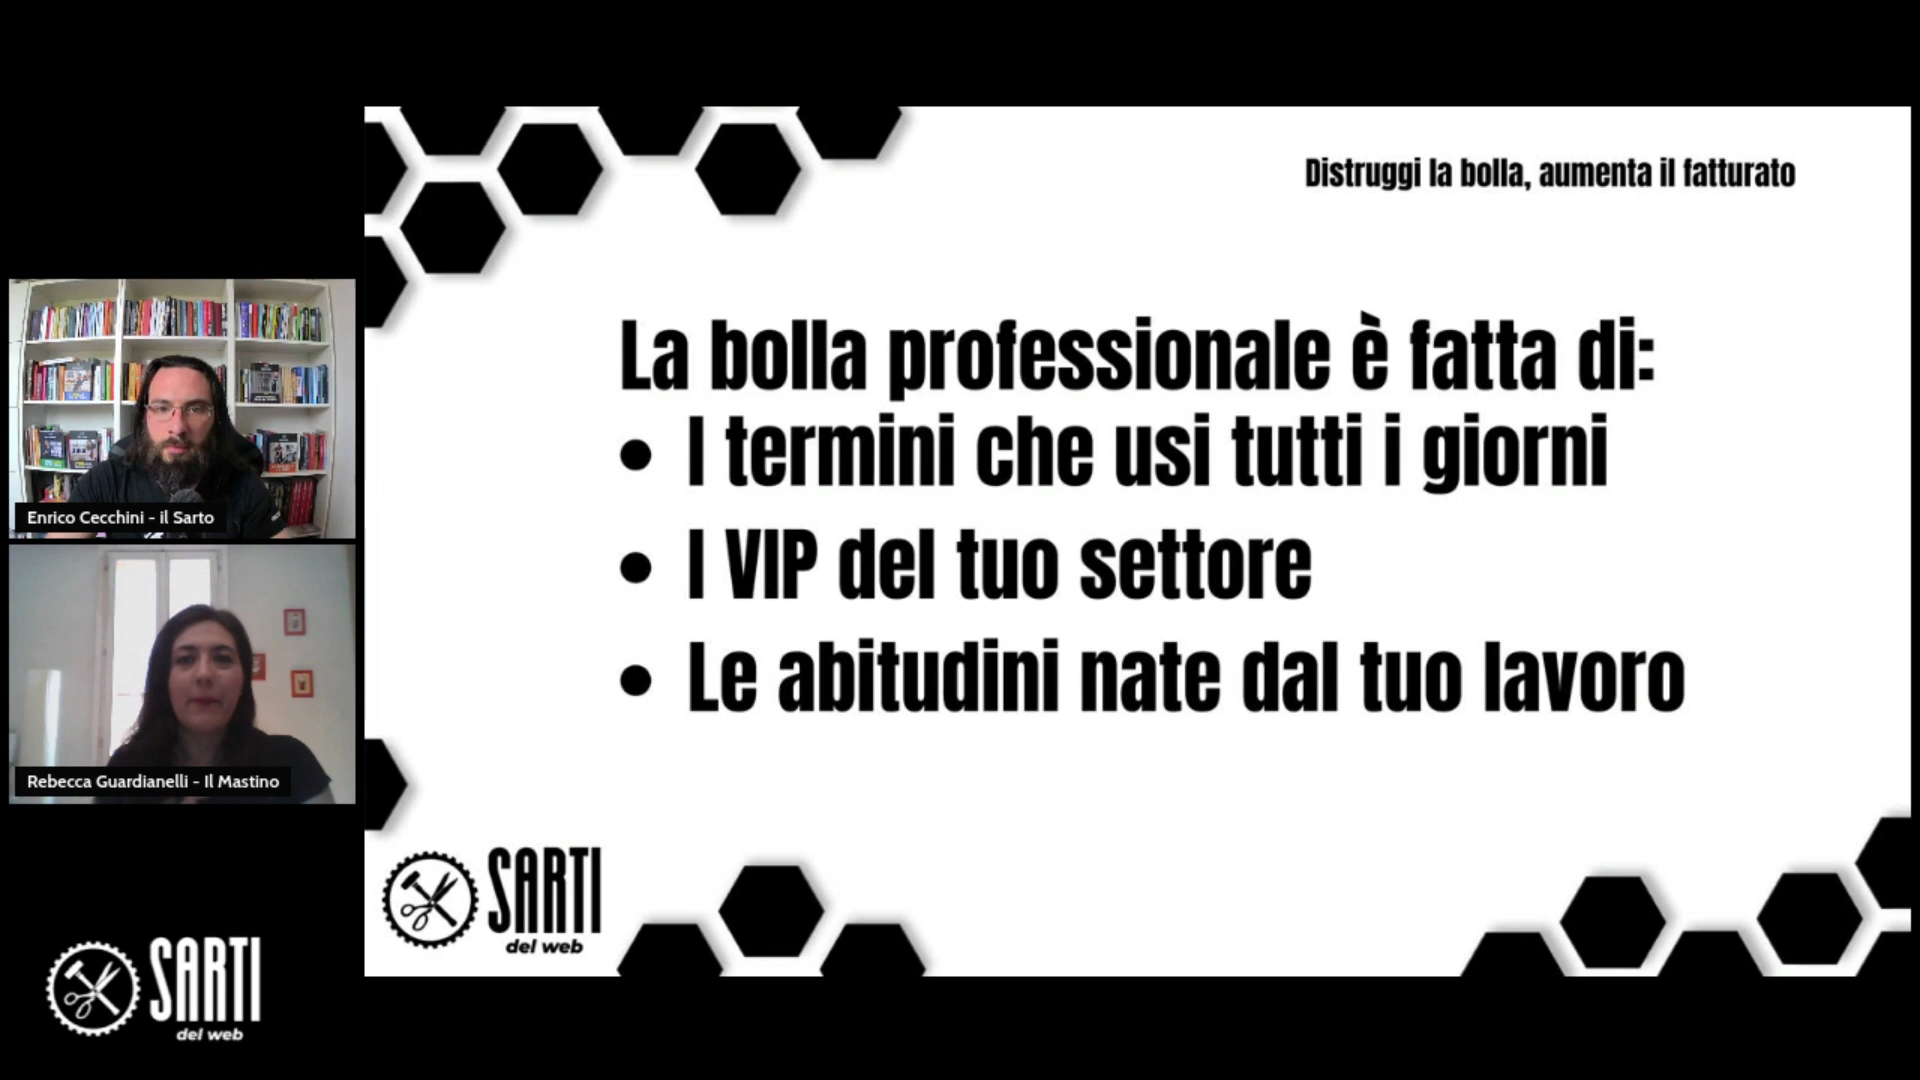 Distruggi la bolla, aumenta il fatturato
La bolla professionale è fatta di:
• I termini che usi tutti i giorni
• I VIP del tuo settore
• Le abitudini nate dal tuo lavoro
Enrico Cecchini - il Sarto
Rebecca Guardianelli - Il Mastino
SARTI
del web
SARTI
del web